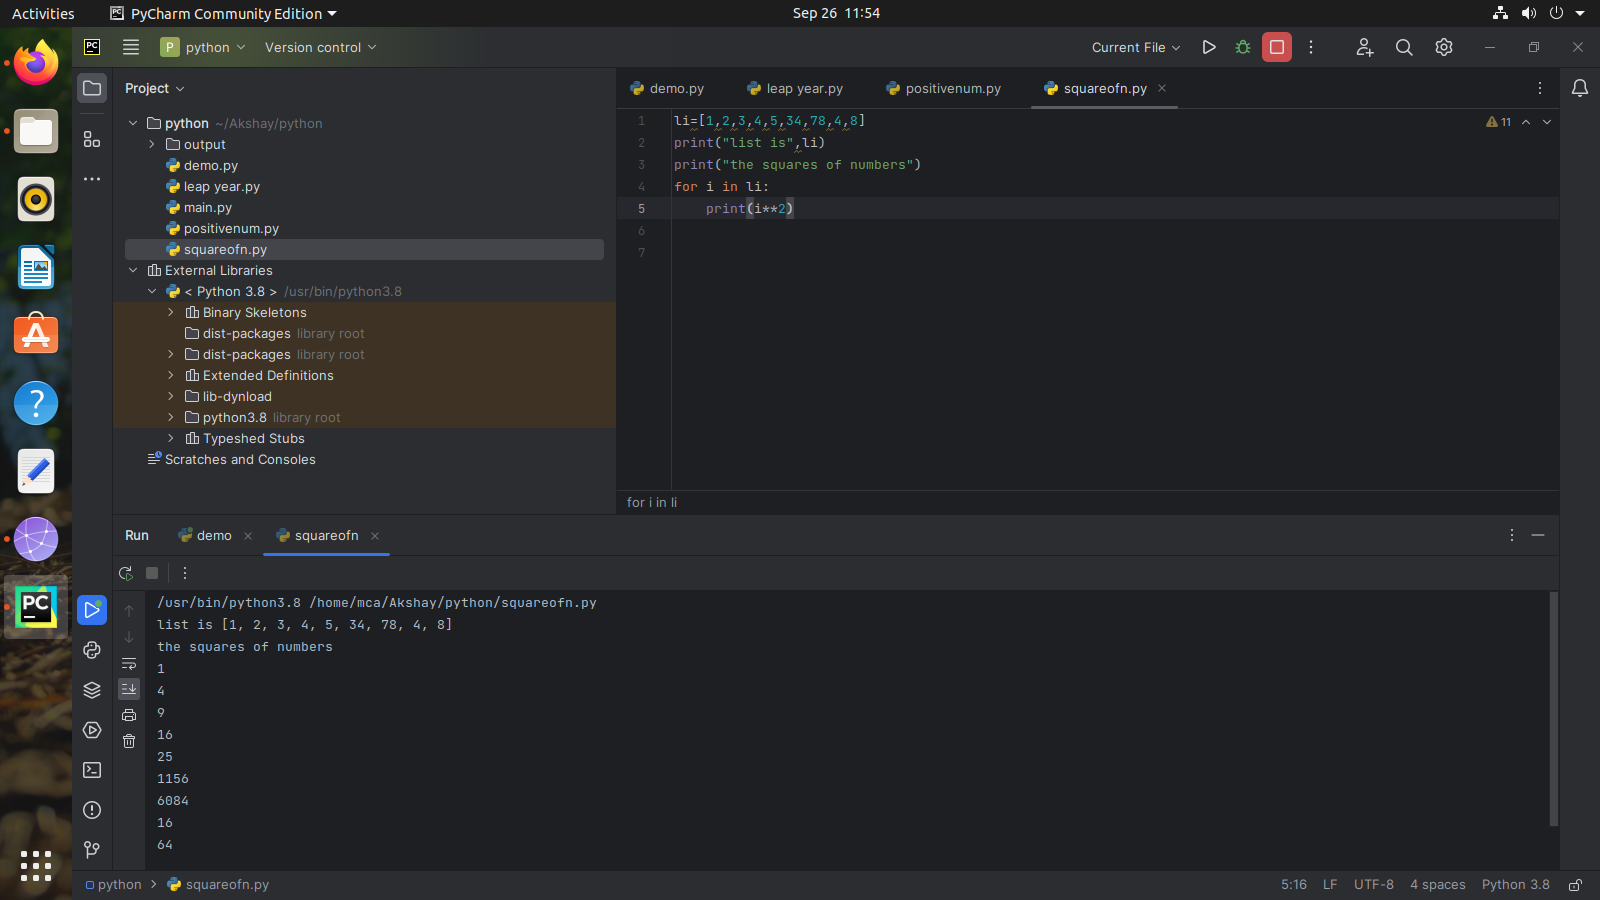 Activities PyCharm Community Edition Sep 26 11:54
PC P python Version control Current File
Project demo.py leap year.py positivenum.py squareofn.py
python ~/Akshay/python
output
demo.py
leap year.py
main.py
positivenum.py
squareofn.py
External Libraries
< Python 3.8 > /usr/bin/python3.8
Binary Skeletons
dist-packages library root
dist-packages library root
Extended Definitions
lib-dynload
python3.8 library root
Typeshed Stubs
Scratches and Consoles
1 li=[1,2,3,4,5,34,78,4,8] 11
2 print("list is",li)
3 print("the squares of numbers")
4 for i in li:
5 print(i**2)
6
7
for i in li
Run demo squareofn
/usr/bin/python3.8 /home/mca/Akshay/python/squareofn.py
list is [1, 2, 3, 4, 5, 34, 78, 4, 8]
the squares of numbers
1
4
9
16
25
1156
6084
16
64
PC
python squareofn.py 5:16 LF UTF-8 4 spaces Python 3.8